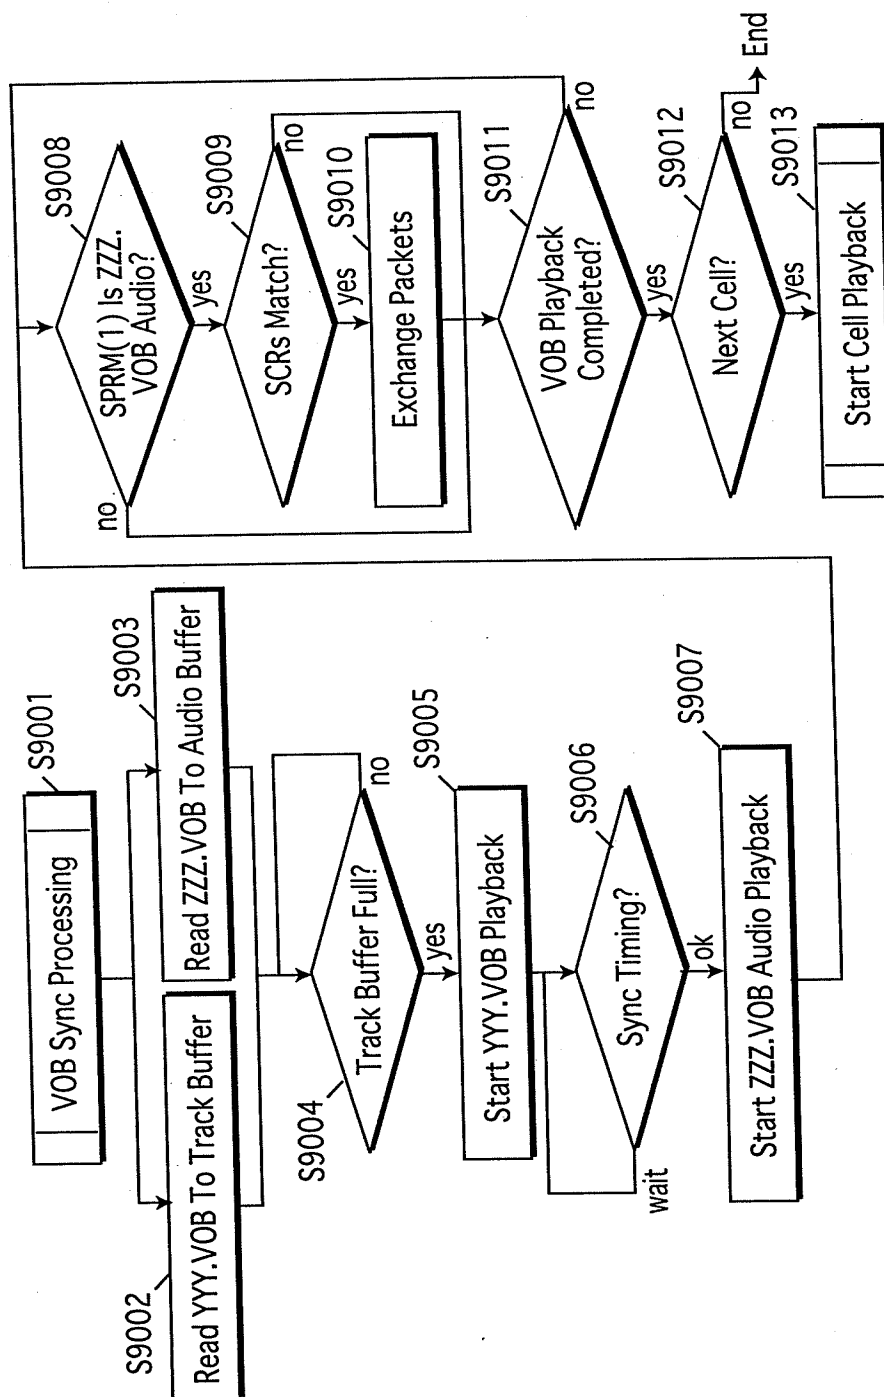 S9001
VOB Sync Processing
S9002
Read YYY.VOB To Track Buffer
S9003
Read ZZZ.VOB To Audio Buffer
S9004
Track Buffer Full?
no
yes
S9005
Start YYY.VOB Playback
S9006
Sync Timing?
wait
ok
S9007
Start ZZZ.VOB Audio Playback
S9008
SPRM(1) Is ZZZ.
VOB Audio?
no
yes
S9009
SCRs Match?
no
yes
S9010
Exchange Packets
S9011
VOB Playback
Completed?
no
yes
S9012
Next Cell?
no
End
yes
S9013
Start Cell Playback